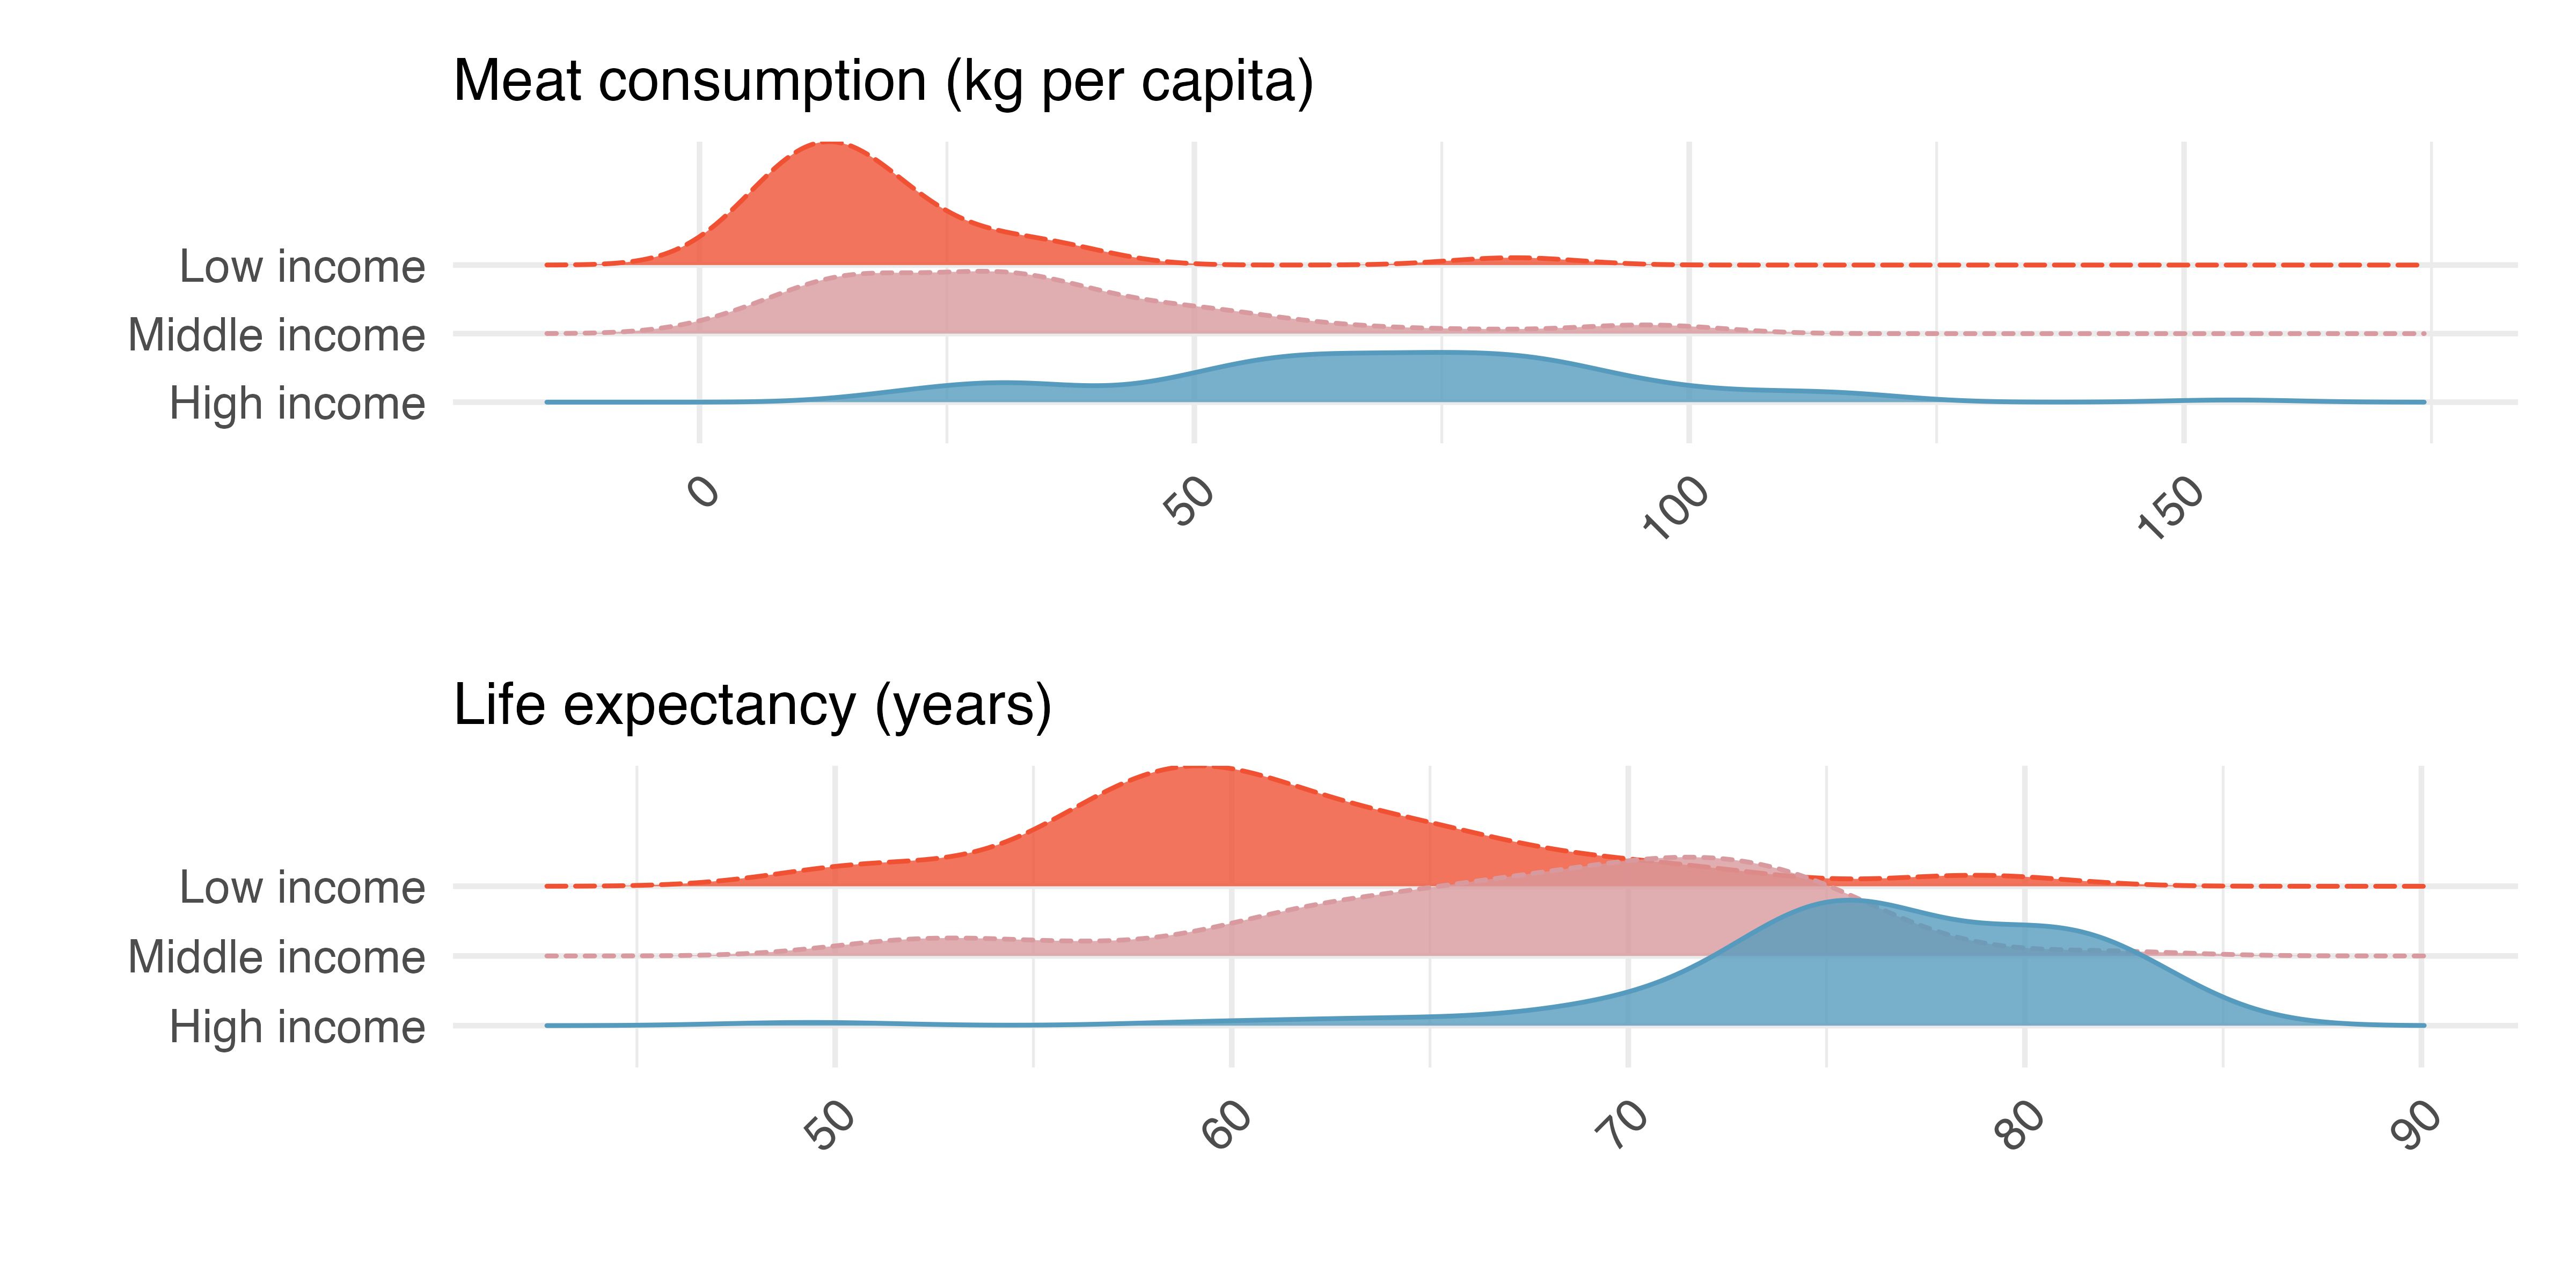 Meat consumption (kg per capita)
Low income
Middle income
High income
0
50
100
150
Life expectancy (years)
Low income
Middle income
High income
50
60
70
80
90